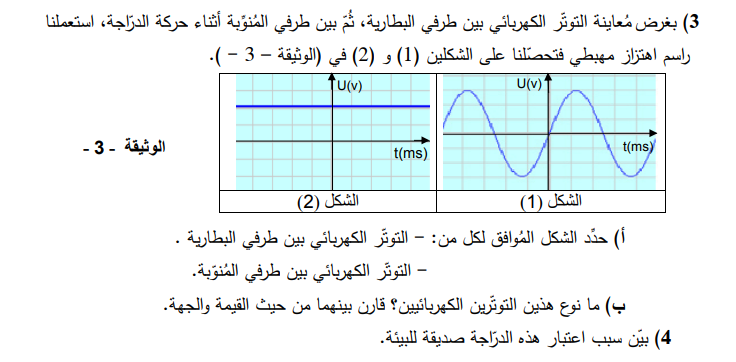 3) بغرض مُعاينة التوتّر الكهربائي بين طرفي البطارية، ثُمّ بين طرفي المُنوّبة أثناء حركة الدرّاجة، استعملنا
راسم اهتزاز مهبطي فتحصّلنا على الشكلين (1) و (2) في (الوثيقة – 3 – ).
U(v)
t(ms)
الشكل (1)
U(v)
t(ms)
الشكل (2)
الوثيقة - 3 -
أ) حدِّد الشكل المُوافق لكل من: – التوتّر الكهربائي بين طرفي البطارية .
– التوتّر الكهربائي بين طرفي المُنوّبة.
ب) ما نوع هذين التوتّرين الكهربائيين؟ قارن بينهما من حيث القيمة والجهة.
4) بيّن سبب اعتبار هذه الدرّاجة صديقة للبيئة.